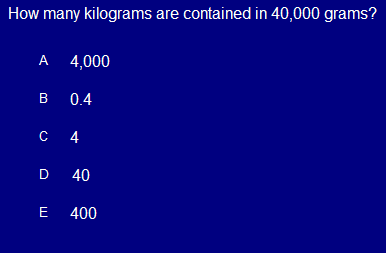 How many kilograms are contained in 40,000 grams?
A 4,000
B 0.4
C 4
D 40
E 400